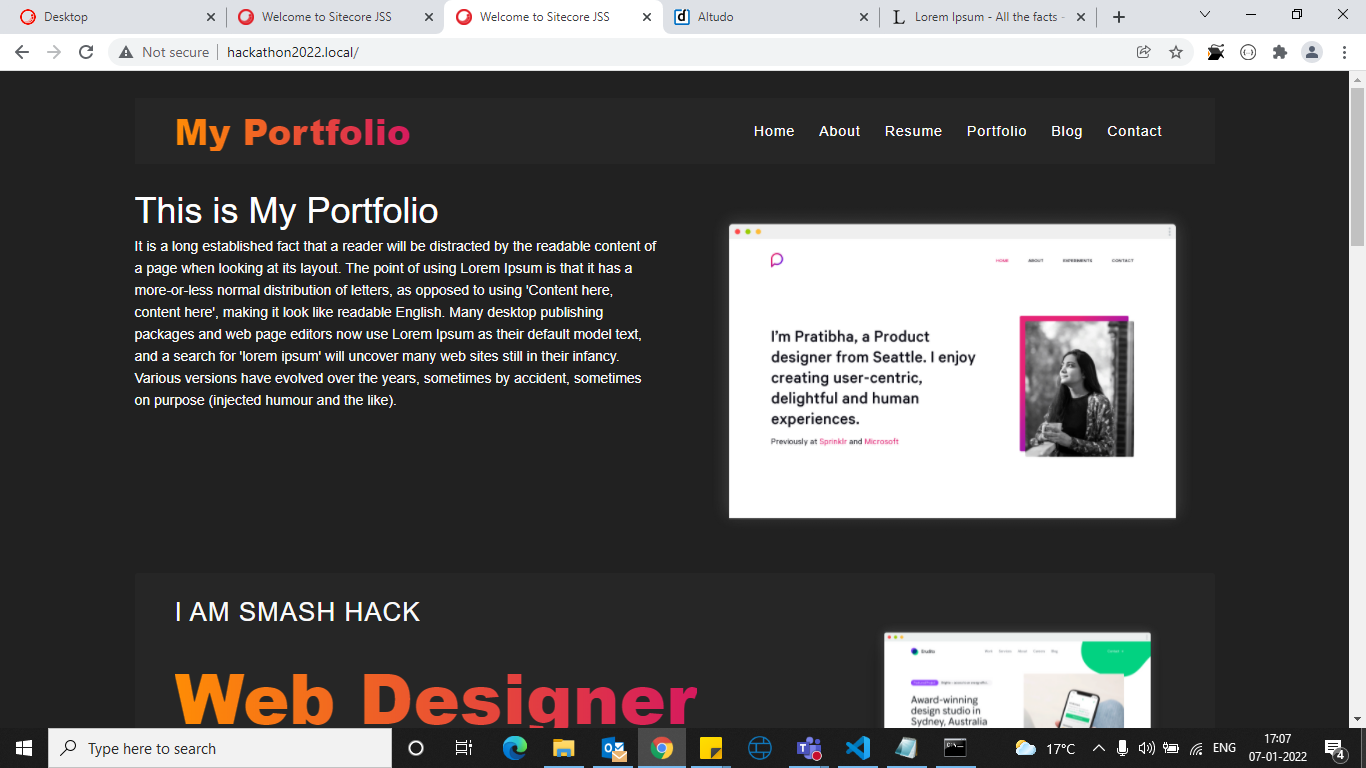 Desktop
Welcome to Sitecore JSS
Welcome to Sitecore JSS
Altudo
Lorem Ipsum - All the facts -
Not secure
hackathon2022.local/
My Portfolio
Home About Resume Portfolio Blog Contact
This is My Portfolio
It is a long established fact that a reader will be distracted by the readable content of
a page when looking at its layout. The point of using Lorem Ipsum is that it has a
more-or-less normal distribution of letters, as opposed to using 'Content here,
content here', making it look like readable English. Many desktop publishing
packages and web page editors now use Lorem Ipsum as their default model text,
and a search for 'lorem ipsum' will uncover many web sites still in their infancy.
Various versions have evolved over the years, sometimes by accident, sometimes
on purpose (injected humour and the like).
HOME ABOUT EXPERIMENTS CONTACT
I'm Pratibha, a Product
designer from Seattle. I enjoy
creating user-centric,
delightful and human
experiences.
Previously at Sprinklr and Microsoft
I AM SMASH HACK
Web Designer
Work Services About Careers Blog
Award-winning
design studio in
Sydney, Australia
Type here to search
17°C
ENG
17:07
07-01-2022
4